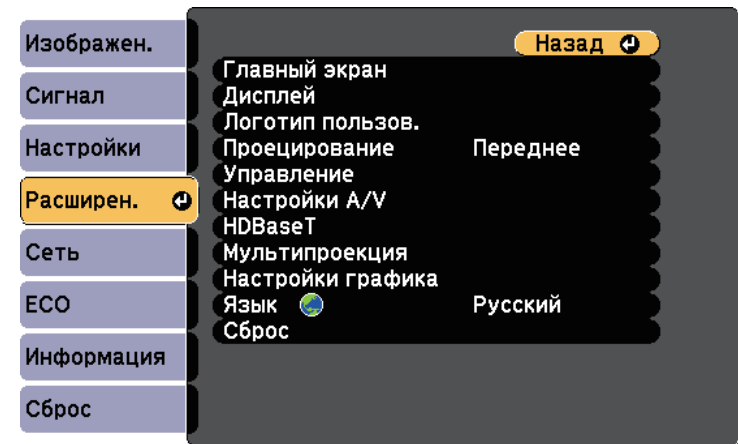 Изображен.
Сигнал
Настройки
Расширен.
Сеть
ECO
Информация
Сброс
Назад
Главный экран
Дисплей
Логотип пользов.
Проецирование Переднее
Управление
Настройки A/V
HDBaseT
Мультипроекция
Настройки графика
Язык Русский
Сброс